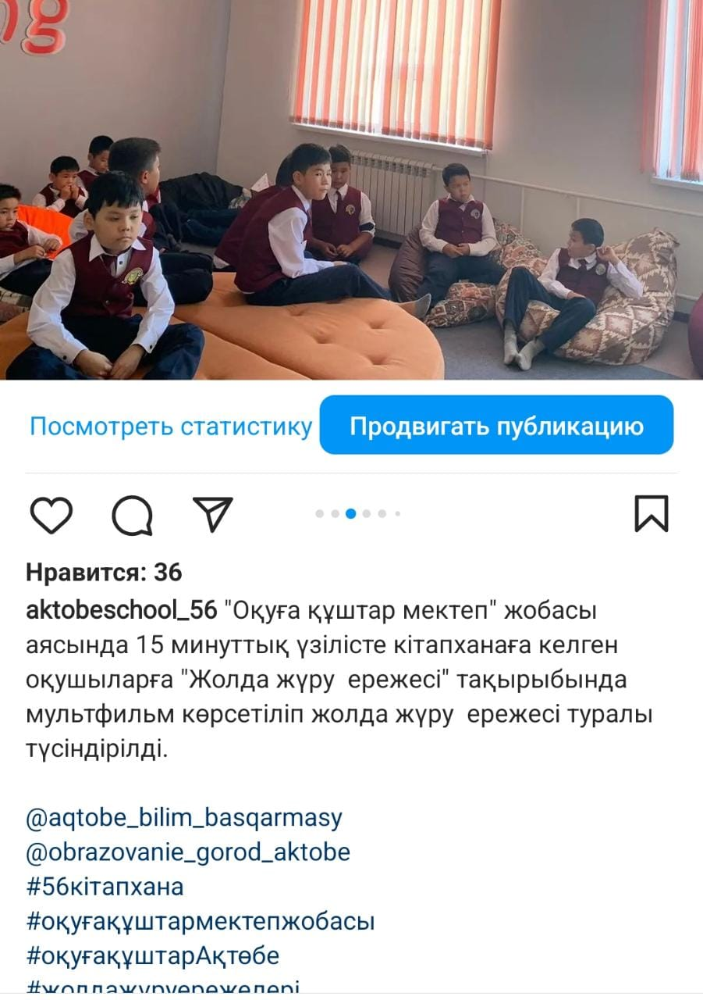 g
Посмотреть статистику Продвигать публикацию
Нравится: 36
aktobeschool_56 "Оқуға құштар мектеп" жобасы
аясында 15 минуттық үзілісте кітапханаға келген
оқушыларға "Жолда жүру  ережесі" тақырыбында
мультфильм көрсетіліп жолда жүру  ережесі туралы
түсіндірілді.
@aqtobe_bilim_basqarmasy
@obrazovanie_gorod_aktobe
#56кітапхана
#оқуғақұштармектепжобасы
#оқуғақұштарАқтөбе
#жолдажүруережелері